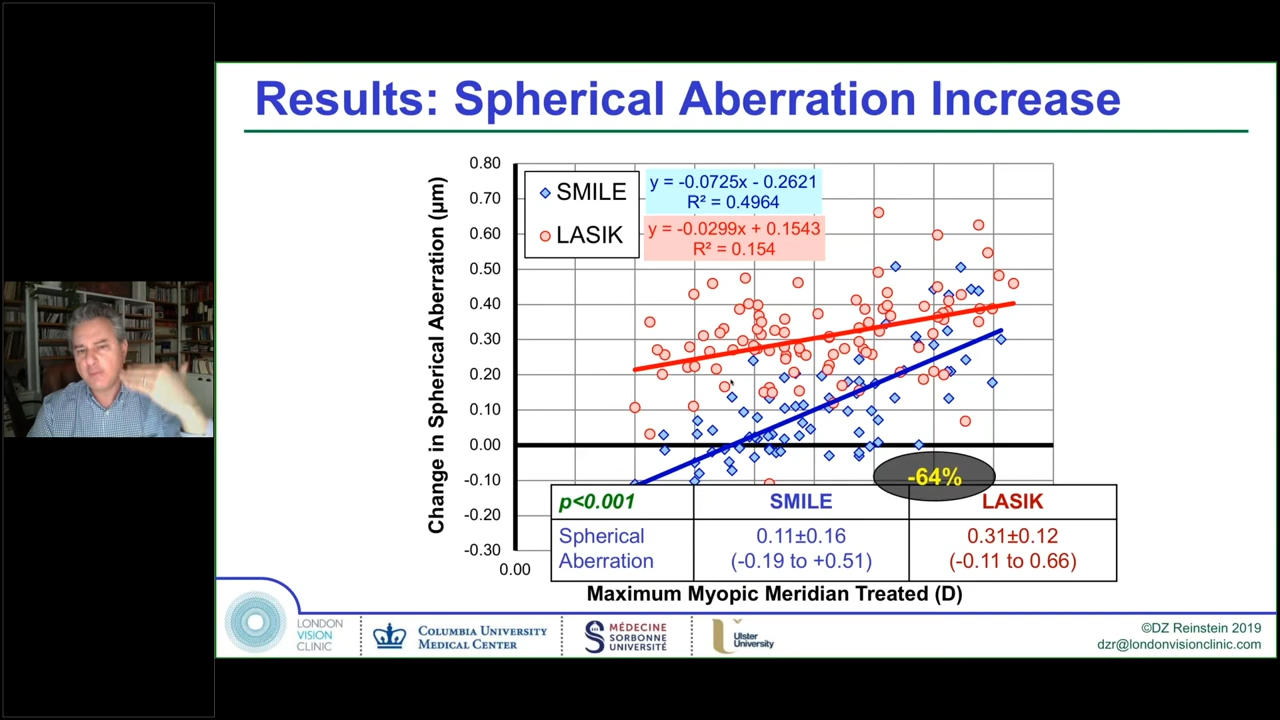 Results: Spherical Aberration Increase
Change in Spherical Aberration (µm)
0.80
0.70
0.60
0.50
0.40
0.30
0.20
0.10
0.00
-0.10
-0.20
-0.30
0.00
SMILE
LASIK
y = -0.0725x - 0.2621
R² = 0.4964
y = -0.0299x + 0.1543
R² = 0.154
-64%
p<0.001 SMILE LASIK
Spherical Aberration 0.11±0.16 0.31±0.12
(-0.19 to +0.51) (-0.11 to 0.66)
Maximum Myopic Meridian Treated (D)
LONDON
VISION
CLINIC
COLUMBIA UNIVERSITY
MEDICAL CENTER
MÉDECINE
SORBONNE
UNIVERSITÉ
Ulster
University
©DZ Reinstein 2019
dzr@londonvisionclinic.com